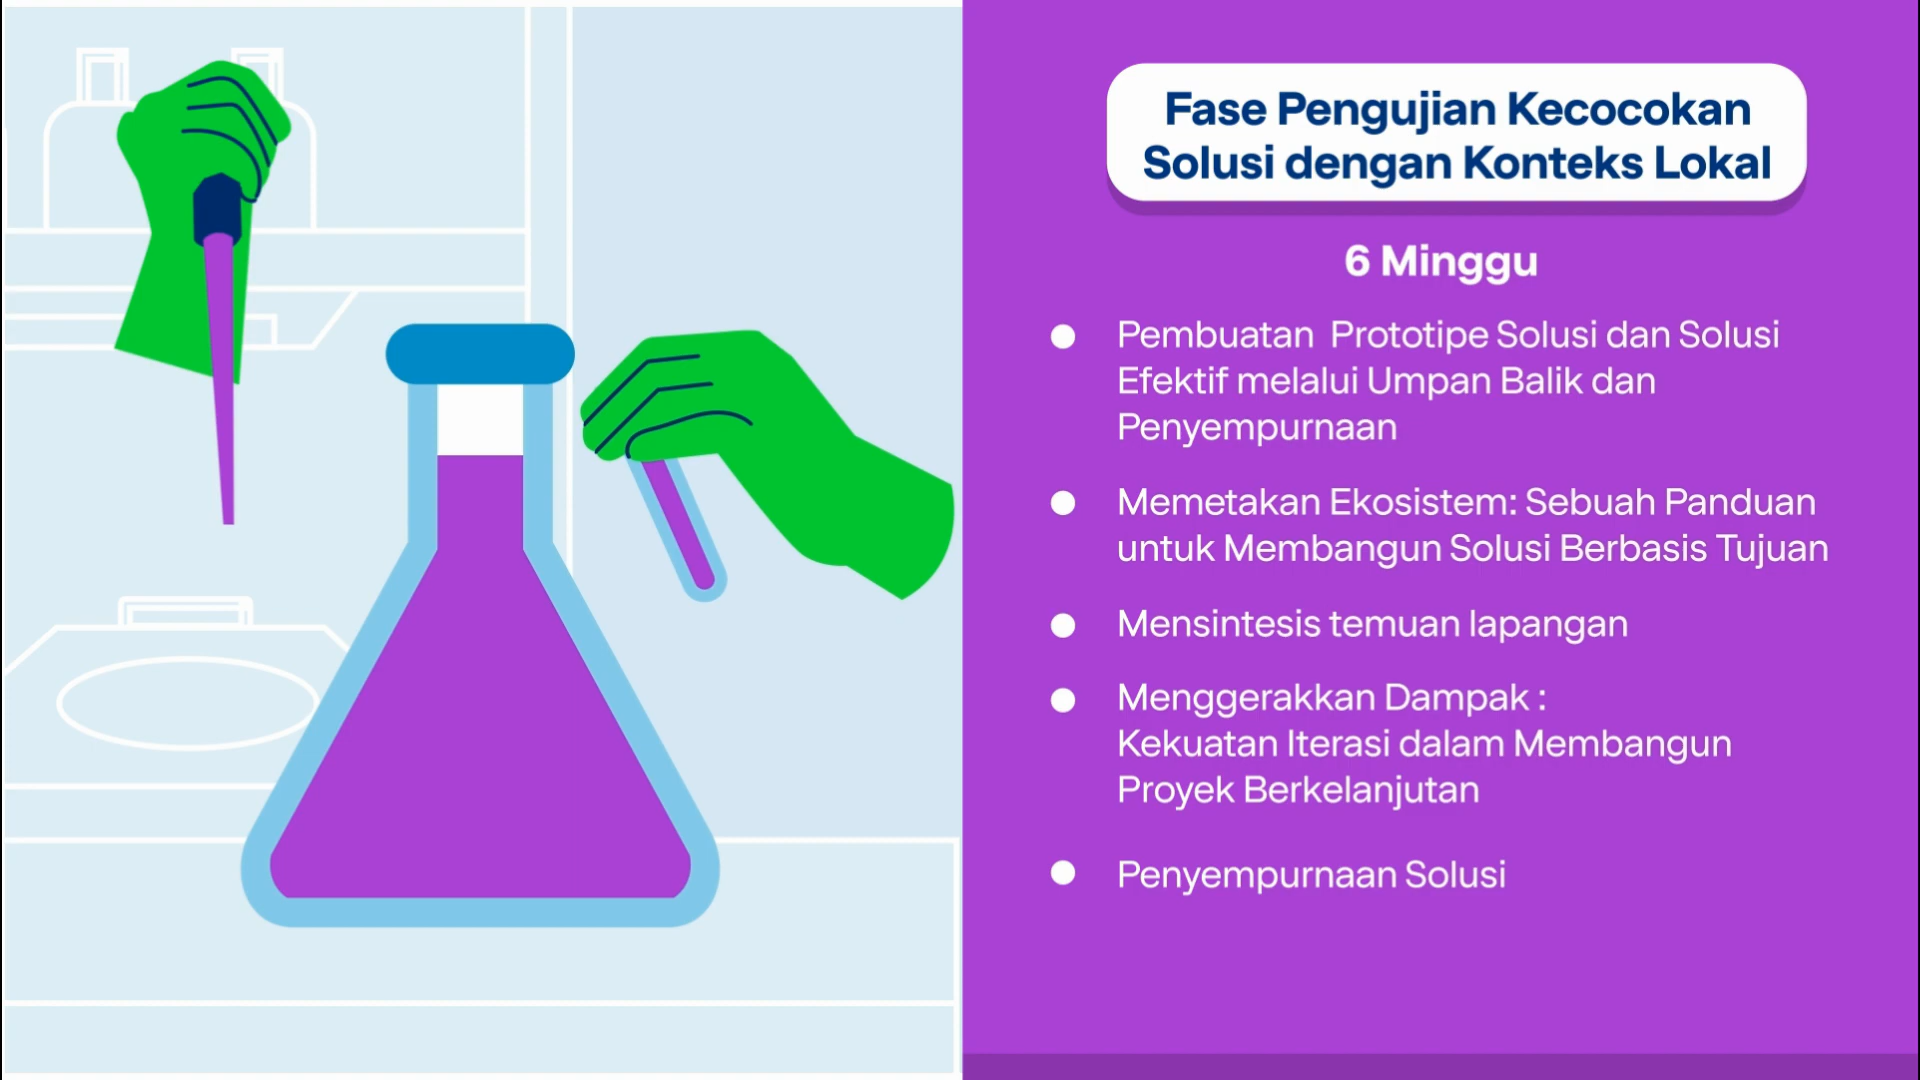 Fase Pengujian Kecocokan
Solusi dengan Konteks Lokal
6 Minggu
Pembuatan Prototipe Solusi dan Solusi
Efektif melalui Umpan Balik dan
Penyempurnaan
Memetakan Ekosistem: Sebuah Panduan
untuk Membangun Solusi Berbasis Tujuan
Mensintesis temuan lapangan
Menggerakkan Dampak :
Kekuatan Iterasi dalam Membangun
Proyek Berkelanjutan
Penyempurnaan Solusi